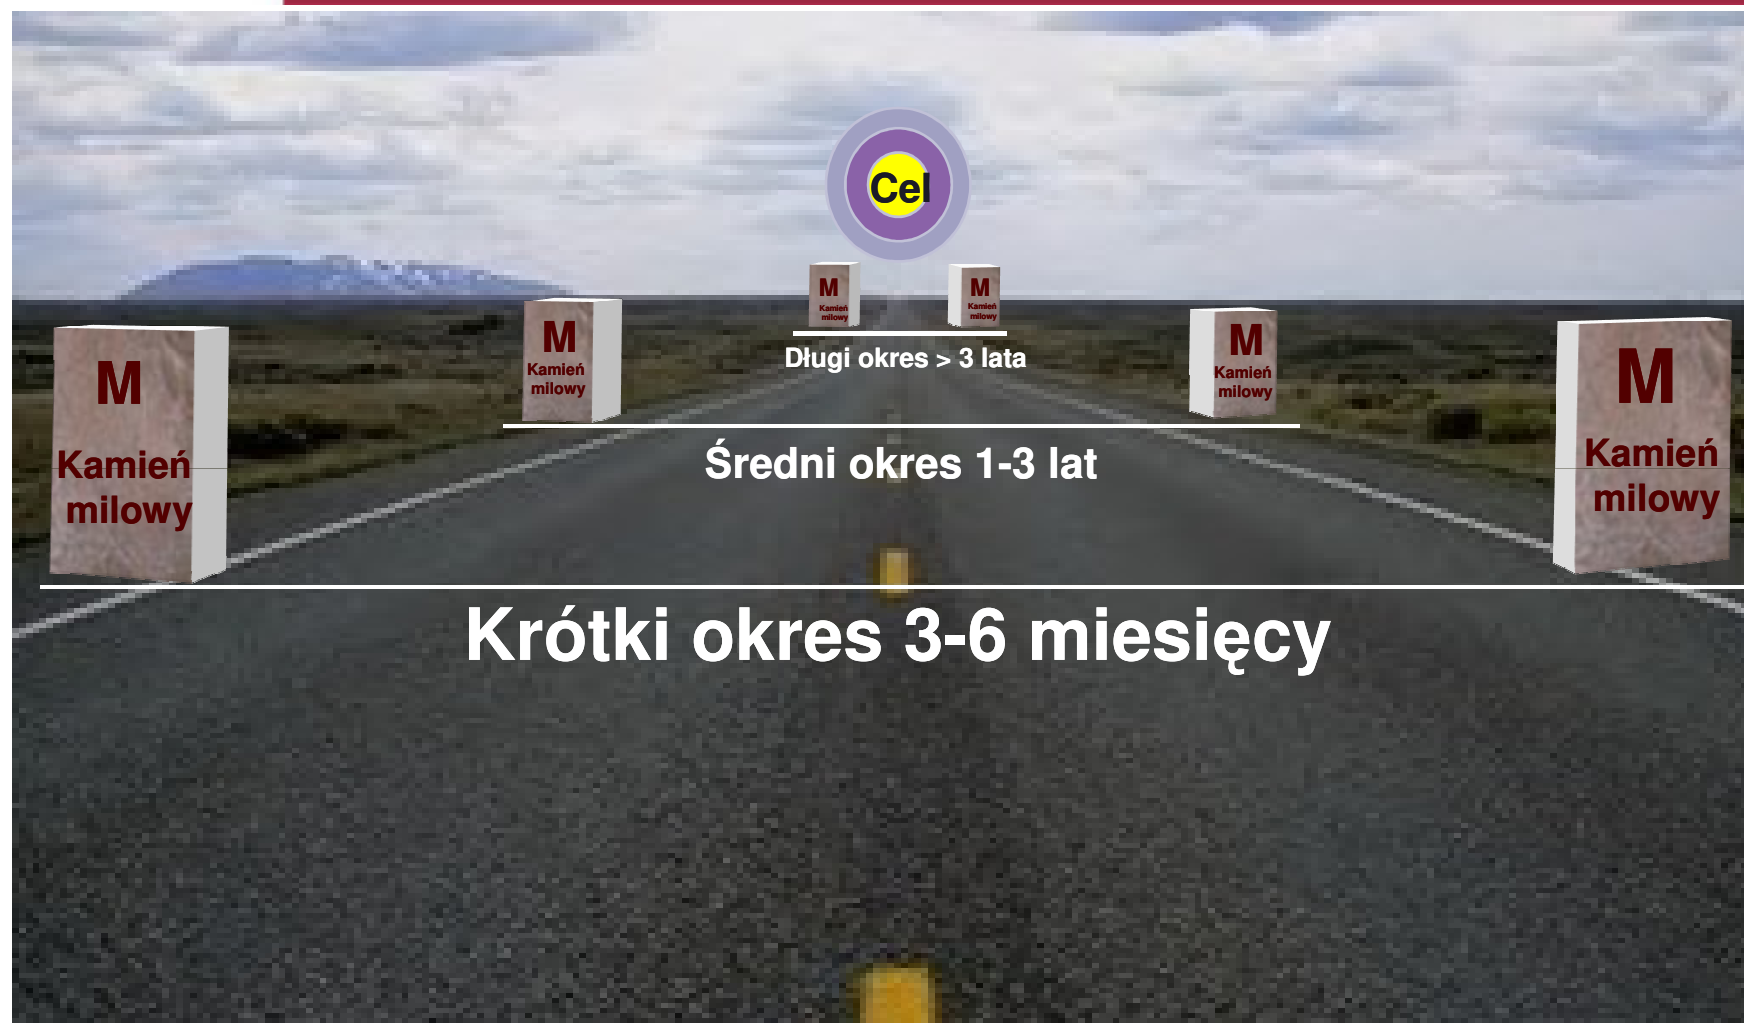 Cel
M
Kamień
milowy
M
Kamień
milowy
Długi okres > 3 lata
M
Kamień
milowy
M
Kamień
milowy
Średni okres 1-3 lat
M
Kamień
milowy
M
Kamień
milowy
Krótki okres 3-6 miesięcy